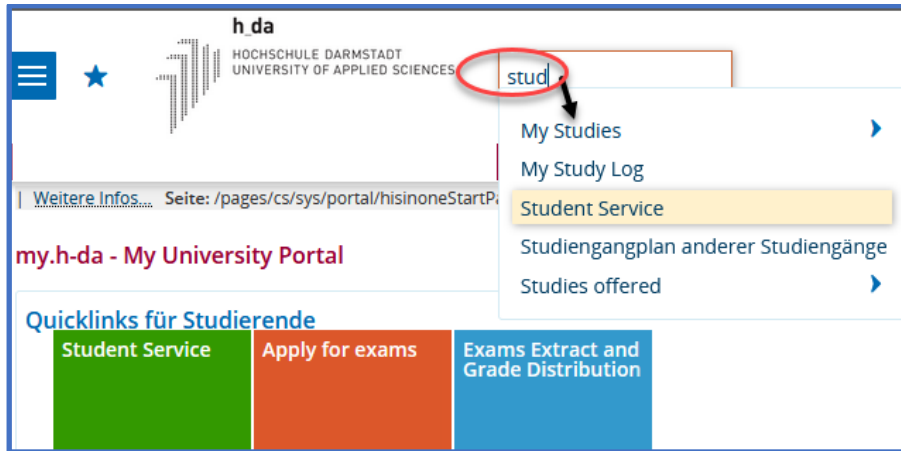 h_da
HOCHSCHULE DARMSTADT
UNIVERSITY OF APPLIED SCIENCES
stud
My Studies
My Study Log
Student Service
Studiengangplan anderer Studiengänge
Studies offered
| Weitere Infos... Seite: /pages/cs/sys/portal/hisinoneStartPa
my.h-da - My University Portal
Quicklinks für Studierende
Student Service
Apply for exams
Exams Extract and
Grade Distribution